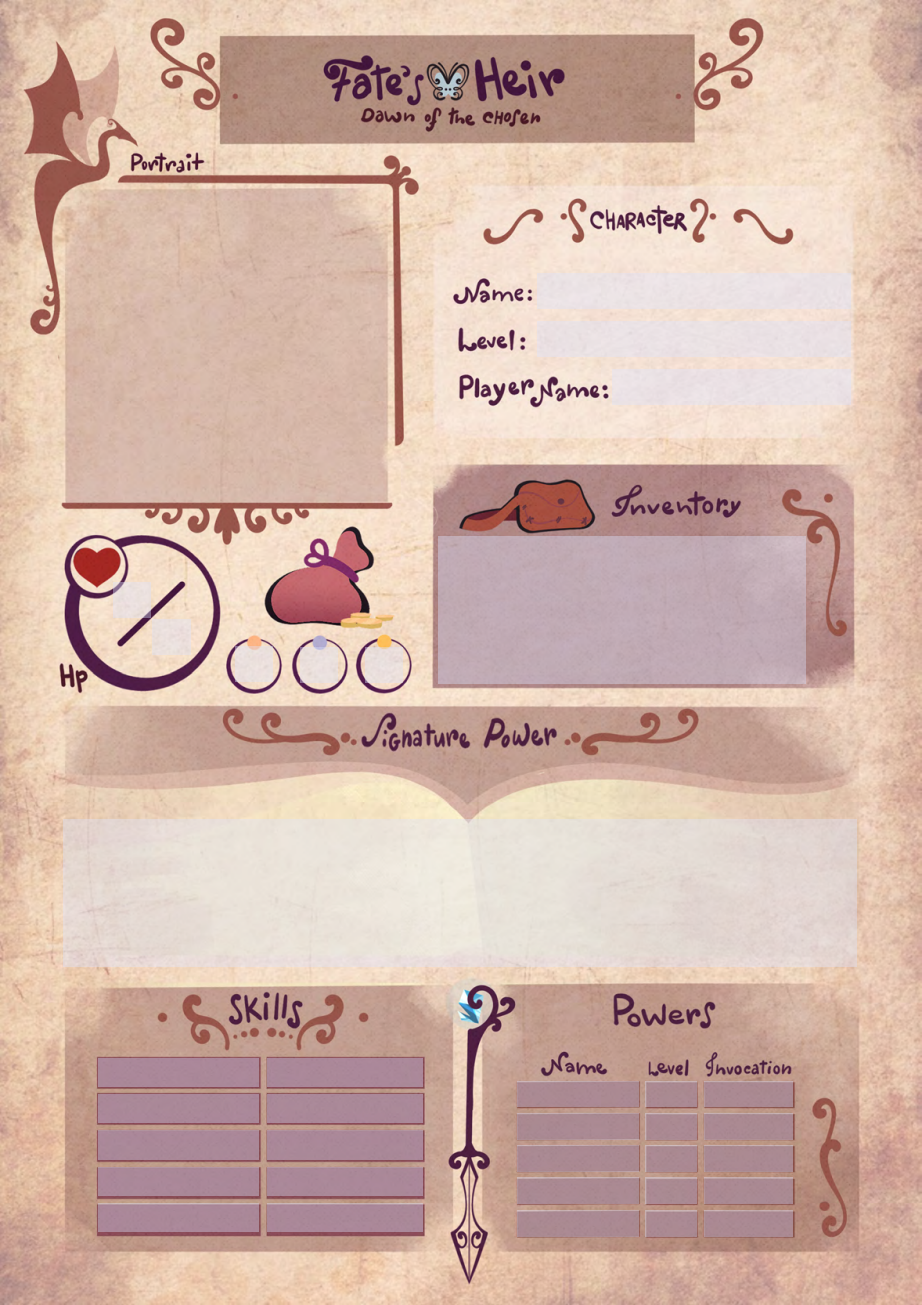 Fate's Heir
Dawn of the Chosen
Portrait
Character
Name:
Level:
Player Name:
Inventory
Hp
Signature Power
Skills
Powers
Name Level Invocation